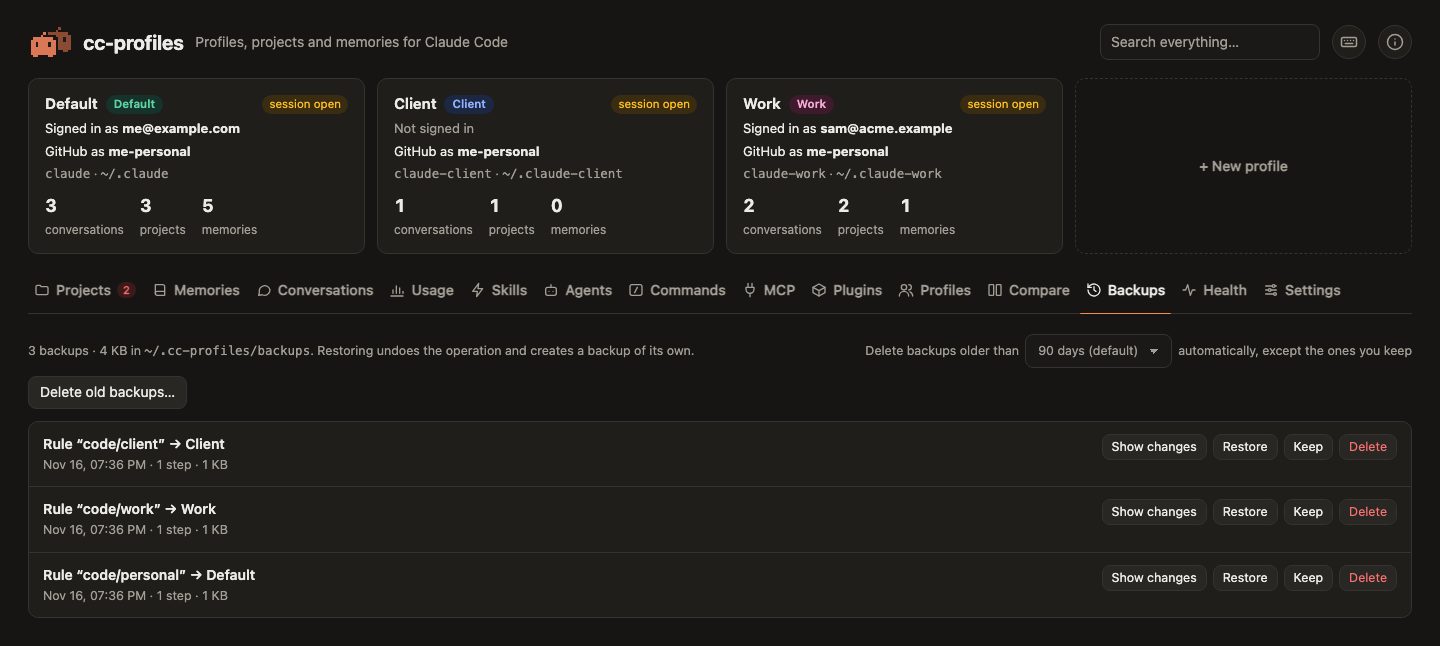 cc-profiles Profiles, projects and memories for Claude Code Search everything...
Default Default session open
Signed in as me@example.com
GitHub as me-personal
claude · ~/.claude
3 3 5
conversations projects memories
Client Client session open
Not signed in
GitHub as me-personal
claude-client · ~/.claude-client
1 1 0
conversations projects memories
Work Work session open
Signed in as sam@acme.example
GitHub as me-personal
claude-work · ~/.claude-work
2 2 1
conversations projects memories
+ New profile
Projects 2 Memories Conversations Usage Skills Agents Commands MCP Plugins Profiles Compare Backups Health Settings
3 backups · 4 KB in ~/.cc-profiles/backups. Restoring undoes the operation and creates a backup of its own. Delete backups older than 90 days (default) automatically, except the ones you keep
Delete old backups...
Rule “code/client” → Client
Nov 16, 07:36 PM · 1 step · 1 KB
Show changes Restore Keep Delete
Rule “code/work” → Work
Nov 16, 07:36 PM · 1 step · 1 KB
Show changes Restore Keep Delete
Rule “code/personal” → Default
Nov 16, 07:36 PM · 1 step · 1 KB
Show changes Restore Keep Delete